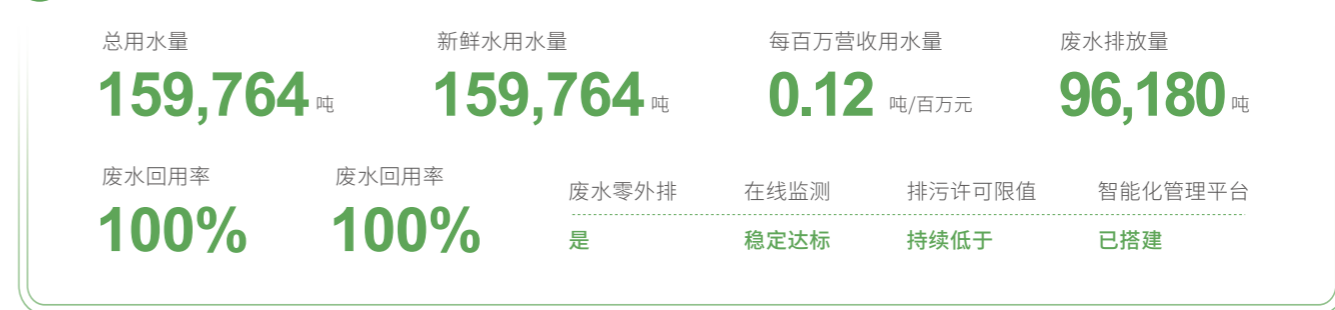 总用水量 新鲜水用水量 每百万营收用水量 废水排放量
159,764 吨 159,764 吨 0.12 吨/百万元 96,180 吨
废水回用率 废水回用率 废水零外排 在线监测 排污许可限值 智能化管理平台
100% 100% 是 稳定达标 持续低于 已搭建